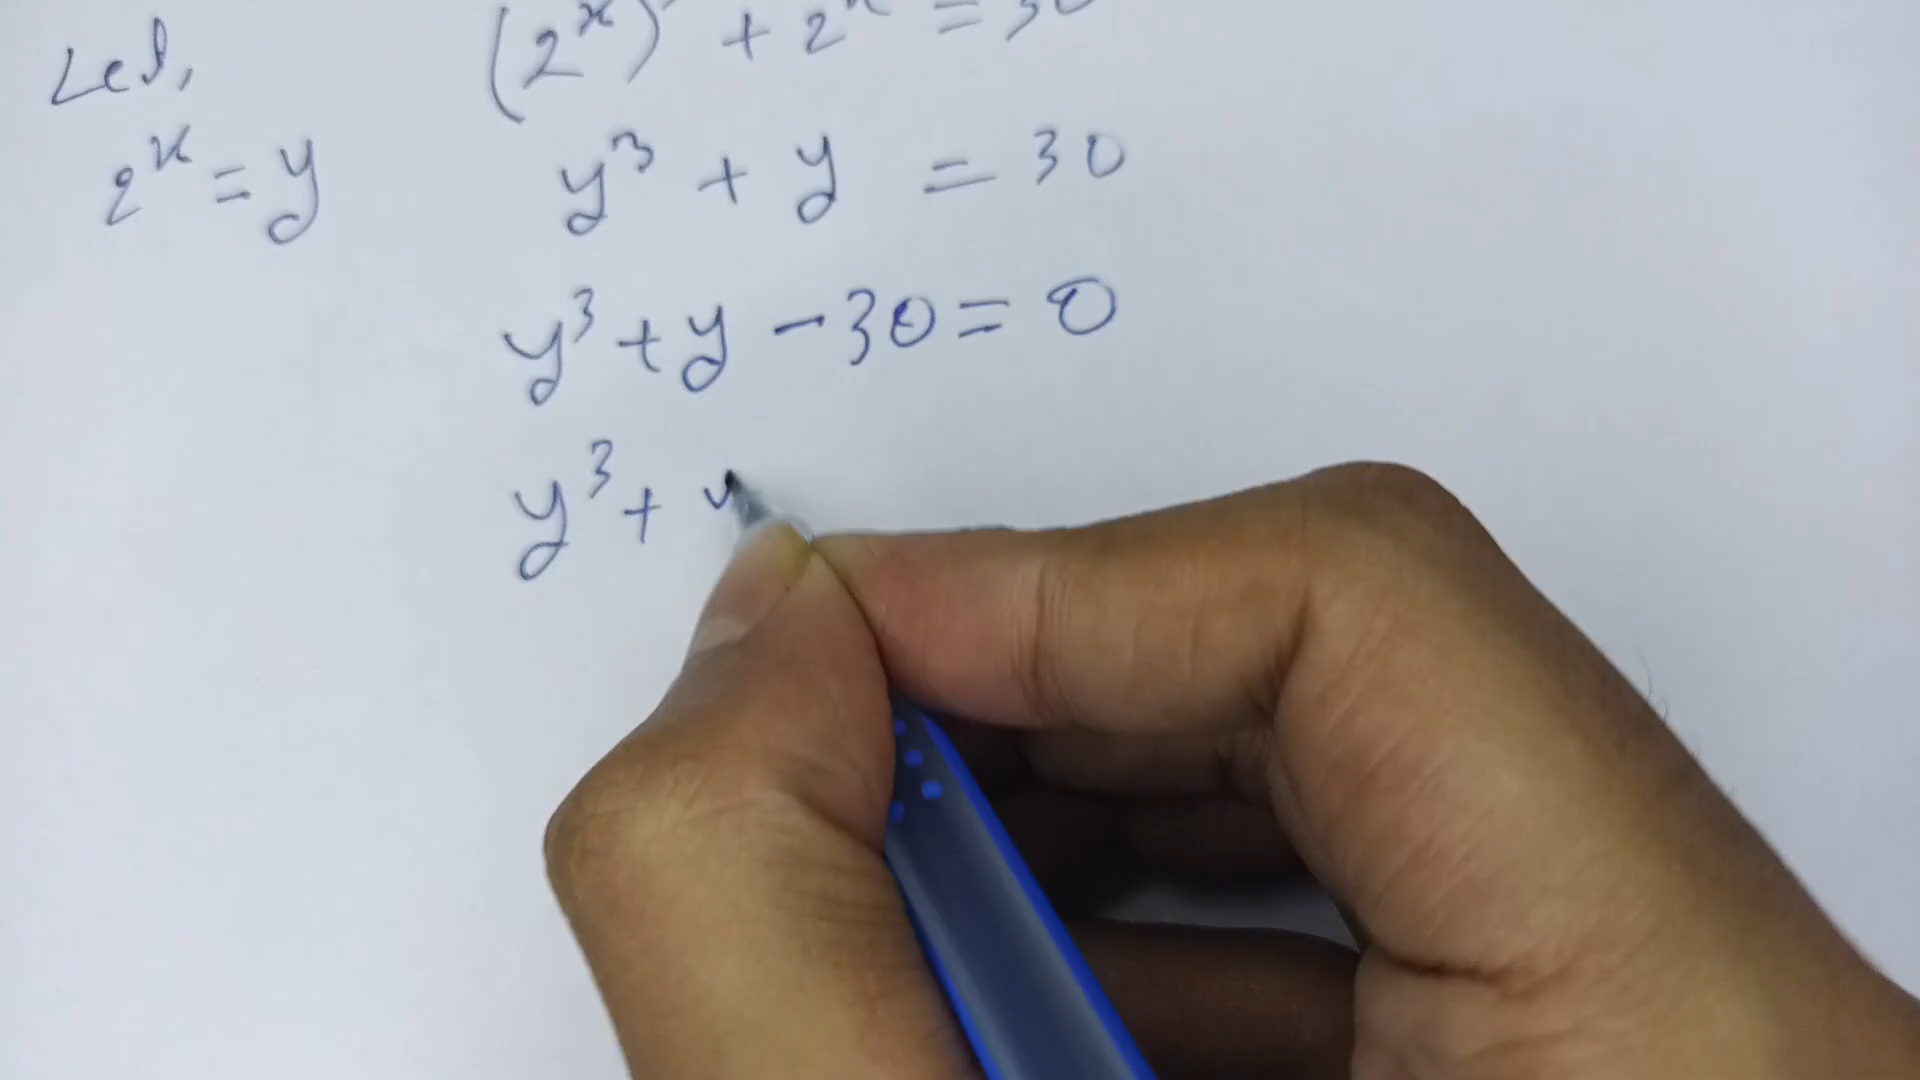 Let,
(2^x)^3 + 2^x = 30
2^x = y
y^3 + y = 30
y^3 + y - 30 = 0
y^3 + y